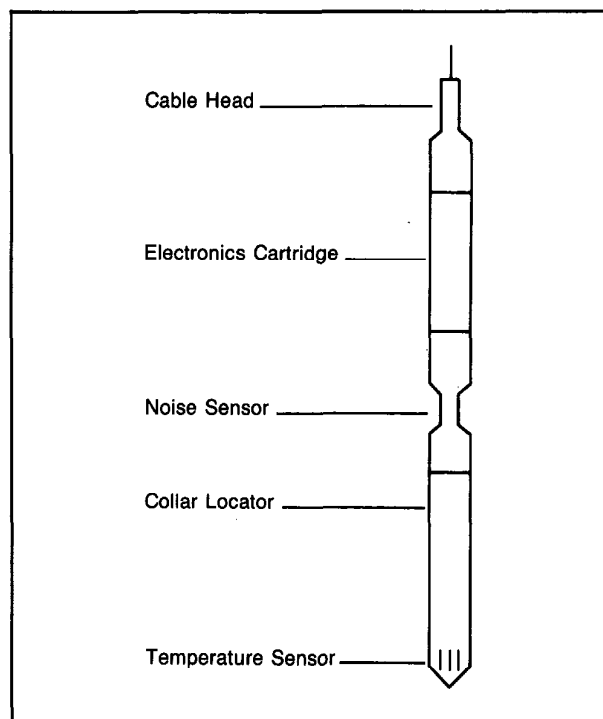 Cable Head
Electronics Cartridge
Noise Sensor
Collar Locator
Temperature Sensor